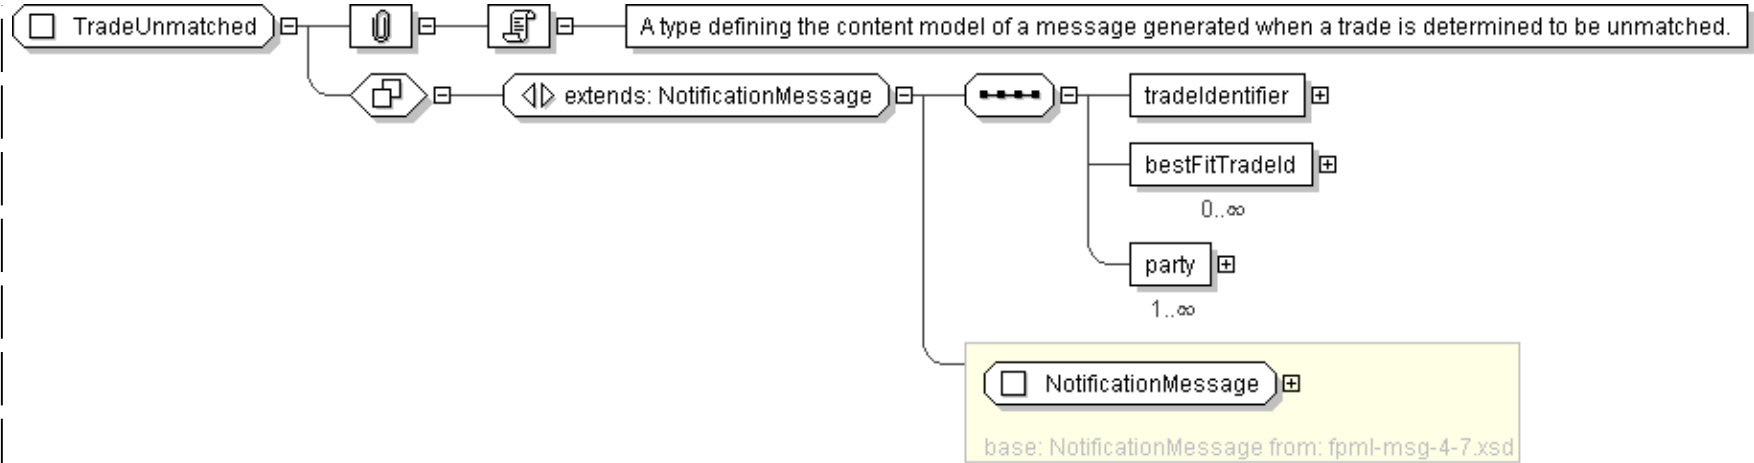 TradeUnmatched
A type defining the content model of a message generated when a trade is determined to be unmatched.
extends: NotificationMessage
tradeIdentifier
bestFitTradeId
0..∞
party
1..∞
NotificationMessage
base: NotificationMessage from: fpml-msg-4-7.xsd